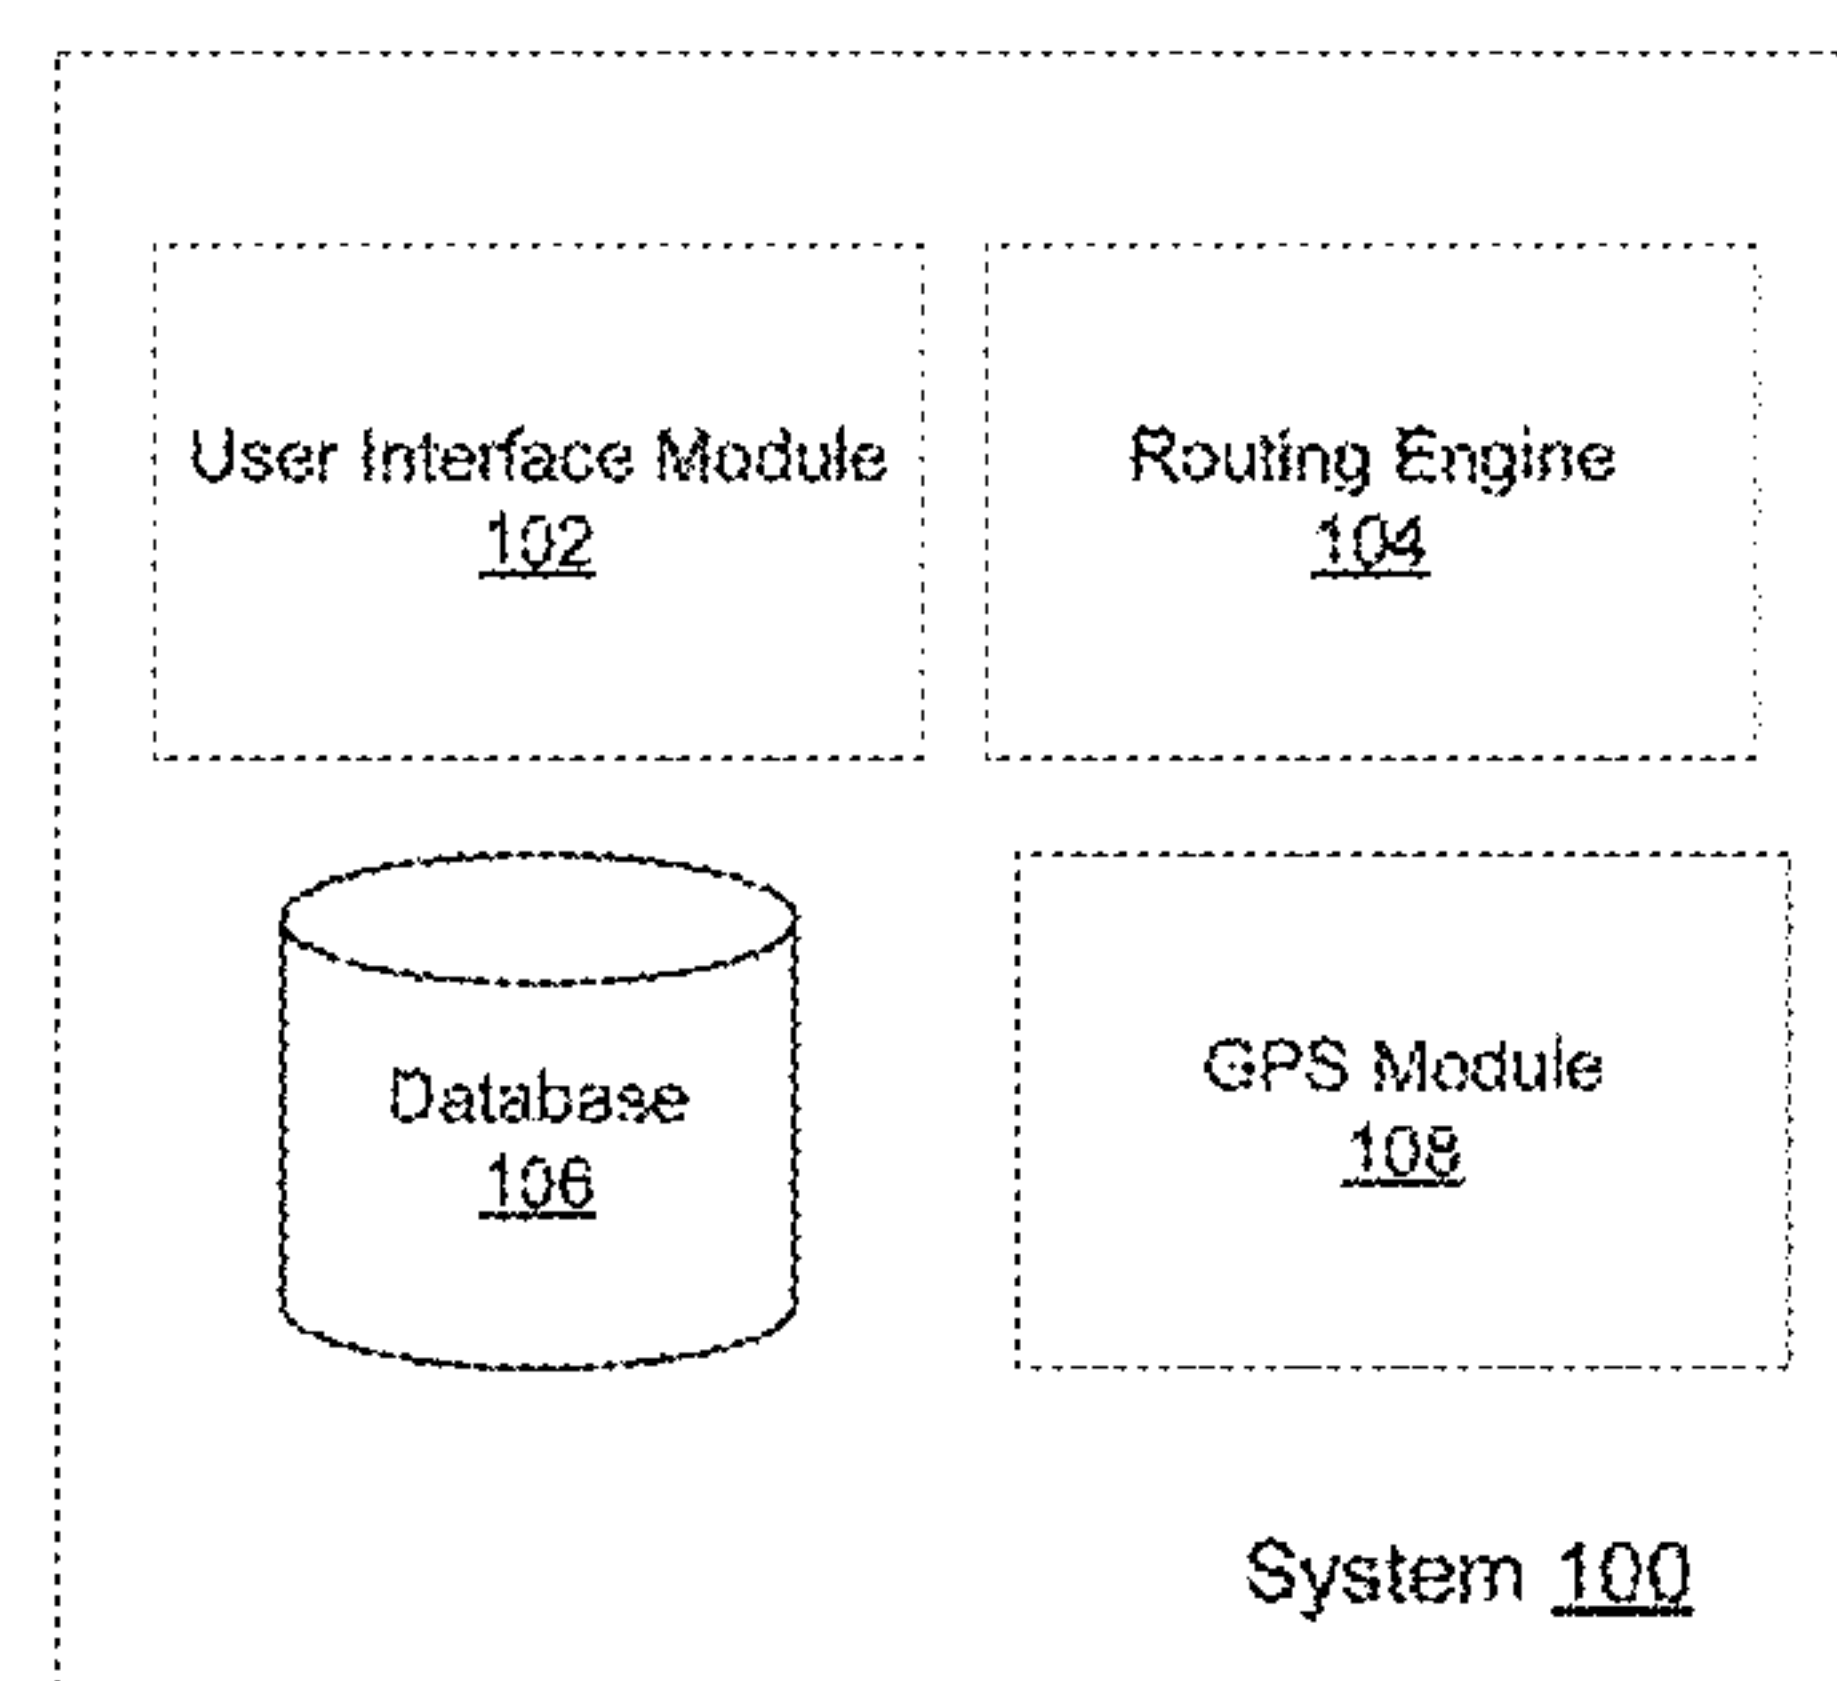 User Interface Module
102
Routing Engine
104
Database
106
GPS Module
108
System 100